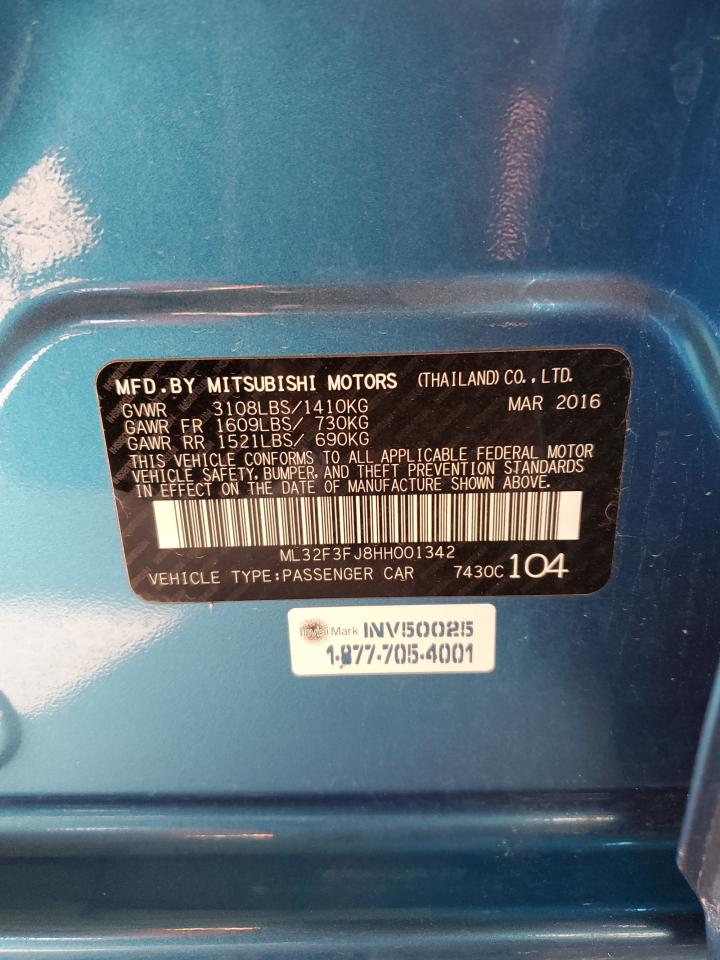 MFD.BY MITSUBISHI MOTORS (THAILAND)CO.,LTD.
GVWR 3108LBS/1410KG MAR 2016
GAWR FR 1609LBS/ 730KG
GAWR RR 1521LBS/ 690KG
THIS VEHICLE CONFORMS TO ALL APPLICABLE FEDERAL MOTOR
VEHICLE SAFETY, BUMPER, AND THEFT PREVENTION STANDARDS
IN EFFECT ON THE DATE OF MANUFACTURE SHOWN ABOVE.
ML32F3FJ8HH001342
VEHICLE TYPE:PASSENGER CAR 7430C 104
InvisiMark INV50025
1-877-705-4001